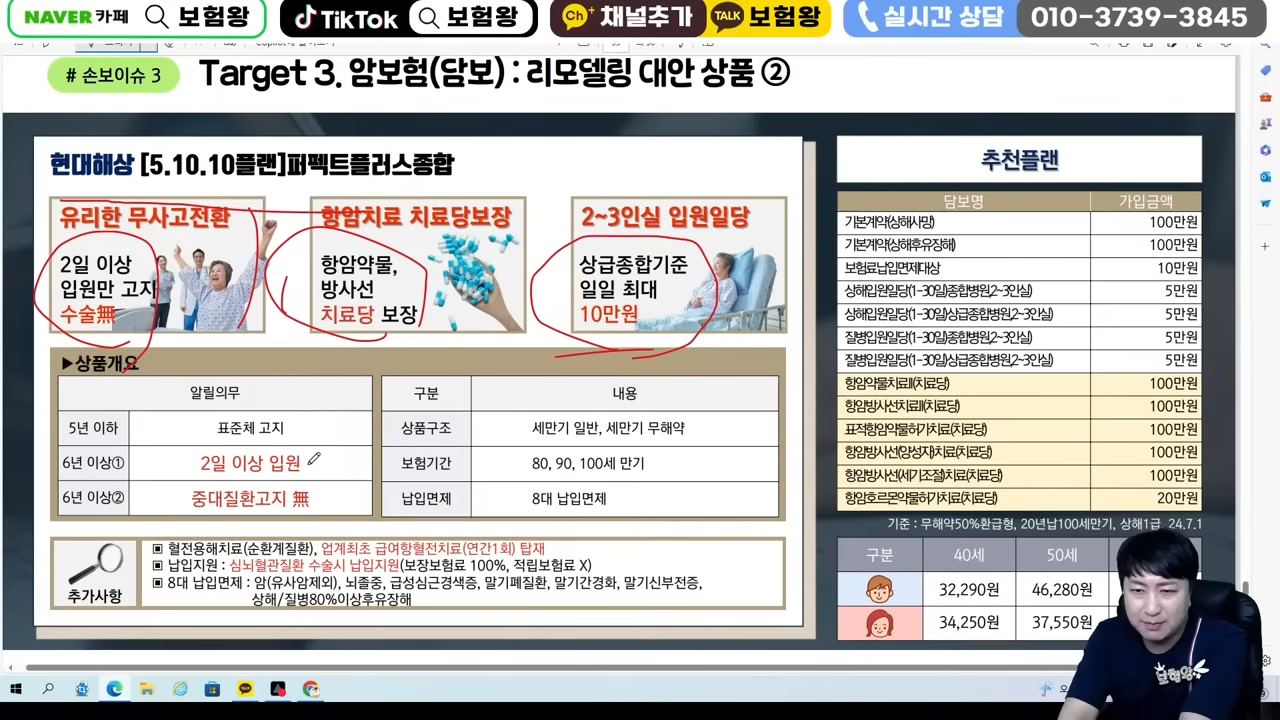 NAVER 카페 보험왕
TikTok 보험왕
Ch+ 채널추가 TALK 보험왕
실시간 상담 010-3739-3845
# 손보이슈 3
Target 3. 암보험(담보) : 리모델링 대안 상품 ②
현대해상 [5.10.10플랜]퍼펙트플러스종합
유리한 무사고전환
2일 이상
입원만 고지
수술無
항암치료 치료당보장
항암약물,
방사선
치료당 보장
2~3인실 입원일당
상급종합기준
일일 최대
10만원
▶상품개요
알릴의무
5년 이하 표준체 고지
6년 이상① 2일 이상 입원
6년 이상② 중대질환고지 無
구분 내용
상품구조 세만기 일반, 세만기 무해약
보험기간 80, 90, 100세 만기
납입면제 8대 납입면제
추가사항
▣ 혈전용해치료(순환계질환), 업계최초 급여항혈전치료(연간1회) 탑재
▣ 납입지원 : 심뇌혈관질환 수술시 납입지원(보장보험료 100%, 적립보험료 X)
▣ 8대 납입면제 : 암(유사암제외), 뇌졸중, 급성심근경색증, 말기폐질환, 말기간경화, 말기신부전증,
상해/질병80%이상후유장해
추천플랜
담보명 가입금액
기본계약(상해사망) 100만원
기본계약(상해후유장해) 100만원
보험료납입면제대상 10만원
상해입원일당(1-30일)종합병원,2~3인실) 5만원
상해입원일당(1-30일)상급종합병원,2~3인실) 5만원
질병입원일당(1-30일)종합병원,2~3인실) 5만원
질병입원일당(1-30일)상급종합병원,2~3인실) 5만원
항암약물치료II(치료당) 100만원
항암방사선치료II(치료당) 100만원
표적항암약물허가치료(치료당) 100만원
항암방사선(양성자)치료(치료당) 100만원
항암방사선(세기조절)치료(치료당) 100만원
항암호르몬약물허가치료(치료당) 20만원
기준 : 무해약50%환급형, 20년납100세만기, 상해1급 24.7.1
구분 40세 50세
32,290원 46,280원
34,250원 37,550원
보험왕